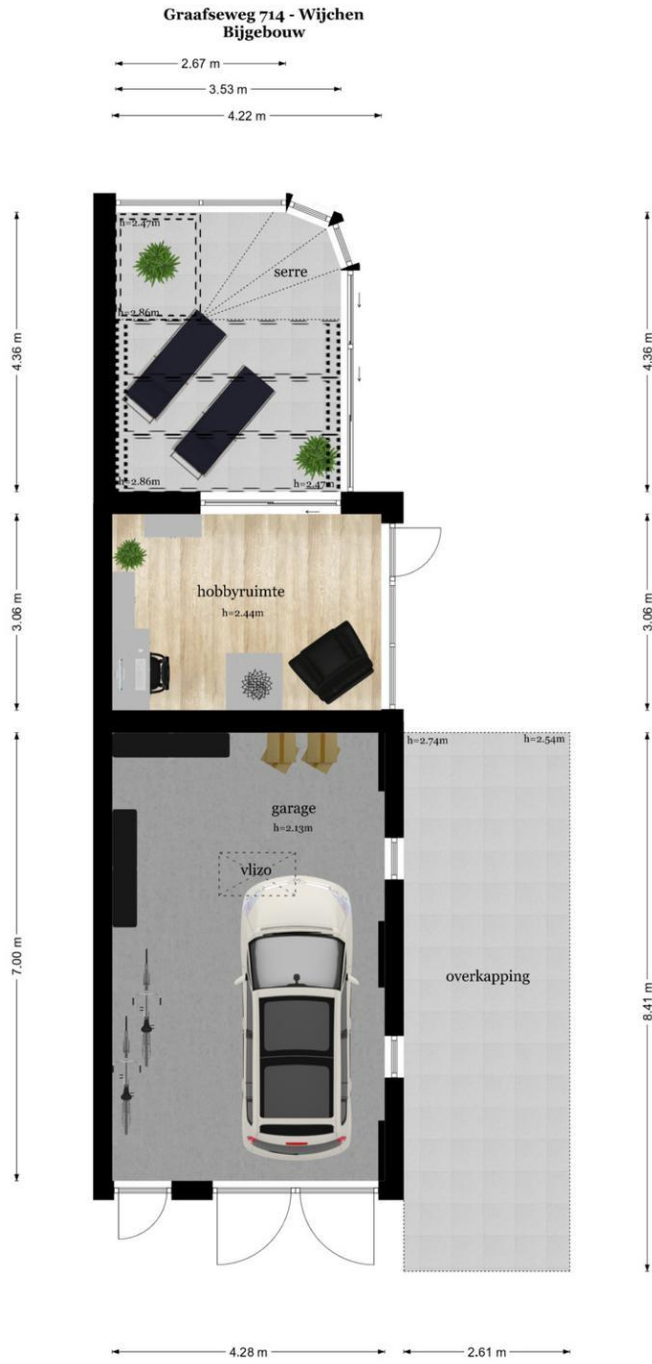 Graafseweg 714 - Wijchen
Bijgebouw
2.67 m
3.53 m
4.22 m
h=2.47m
serre
h=2.86m
4.36 m
4.36 m
h=2.86m
h=2.47m
hobbyruimte
h=2.44m
3.06 m
3.06 m
h=2.74m
h=2.54m
garage
h=2.13m
vlizo
7.00 m
overkapping
8.41 m
4.28 m
2.61 m